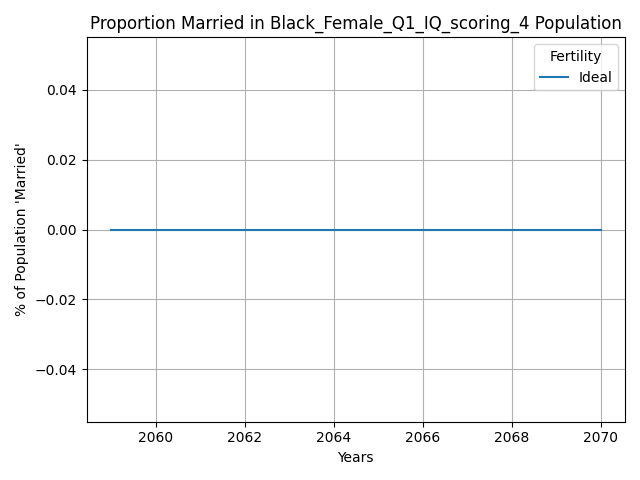 Proportion Married in Black_Female_Q1_IQ_scoring_4 Population
Fertility
Ideal
% of Population 'Married'
0.04
0.02
0.00
−0.02
−0.04
2060 2062 2064 2066 2068 2070
Years